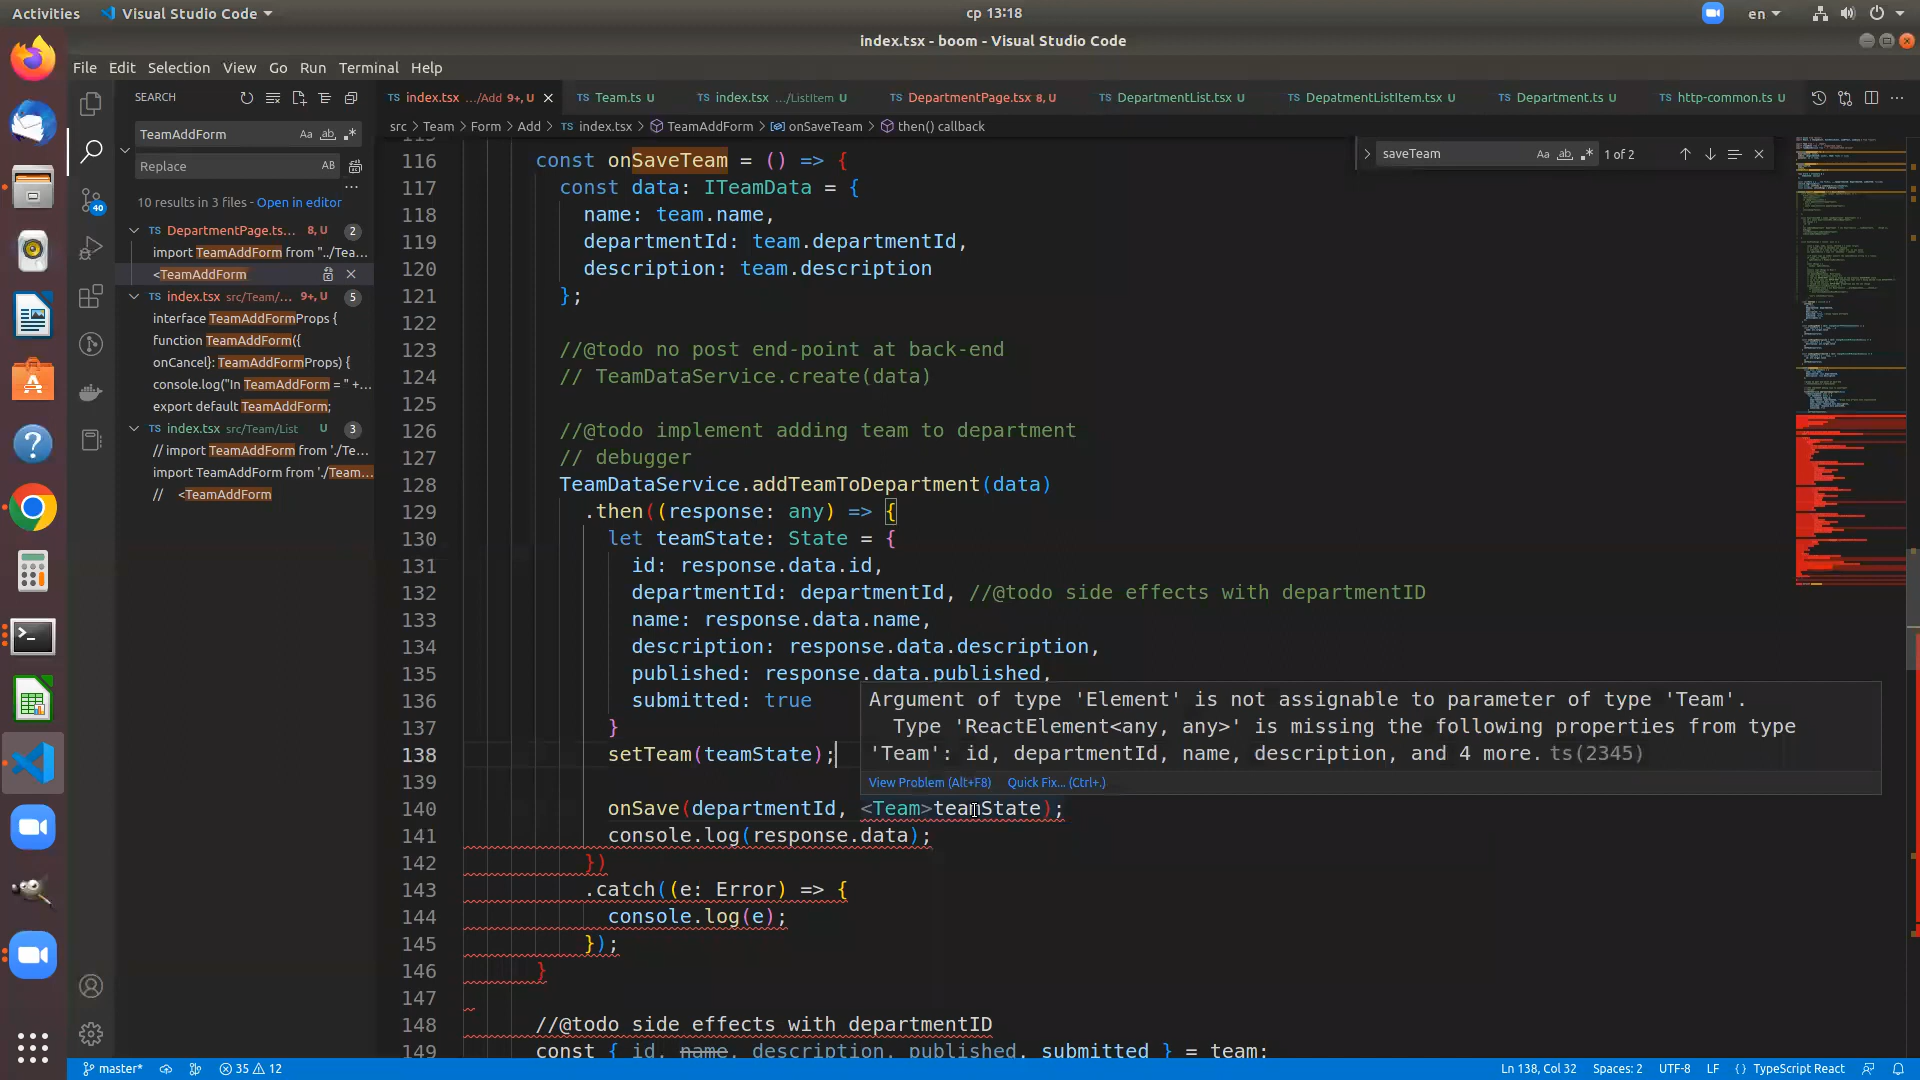 Activities
Visual Studio Code
ср 13:18
en
index.tsx - boom - Visual Studio Code
File Edit Selection View Go Run Terminal Help
SEARCH
index.tsx .../Add 9+, U
Team.ts U
index.tsx .../ListItem U
DepartmentPage.tsx 8, U
DepartmentList.tsx U
DepatmentListItem.tsx U
Department.ts U
http-common.ts U
src > Team > Form > Add > index.tsx > TeamAddForm > onSaveTeam > then() callback
TeamAddForm
Replace
10 results in 3 files - Open in editor
DepartmentPage.ts... 8, U 2
import TeamAddForm from "../Tea...
<TeamAddForm
index.tsx src/Team/... 9+, U 5
interface TeamAddFormProps {
function TeamAddForm({
onCancel}: TeamAddFormProps) {
console.log("In TeamAddForm = " +...
export default TeamAddForm;
index.tsx src/Team/List U 3
// import TeamAddForm from './Te...
import TeamAddForm from './Team...
// <TeamAddForm
40
saveTeam
1 of 2
116 const onSaveTeam = () => {
117 const data: ITeamData = {
118 name: team.name,
119 departmentId: team.departmentId,
120 description: team.description
121 };
122
123 //@todo no post end-point at back-end
124 // TeamDataService.create(data)
125
126 //@todo implement adding team to department
127 // debugger
128 TeamDataService.addTeamToDepartment(data)
129 .then((response: any) => {
130 let teamState: State = {
131 id: response.data.id,
132 departmentId: departmentId, //@todo side effects with departmentID
133 name: response.data.name,
134 description: response.data.description,
135 published: response.data.published,
136 submitted: true
137 }
138 setTeam(teamState);
139
140 onSave(departmentId, <Team>teamState);
141 console.log(response.data);
142 })
143 .catch((e: Error) => {
144 console.log(e);
145 });
146 }
147
148 //@todo side effects with departmentID
149 const { id, name, description, published, submitted } = team;
Argument of type 'Element' is not assignable to parameter of type 'Team'.
Type 'ReactElement<any, any>' is missing the following properties from type
'Team': id, departmentId, name, description, and 4 more. ts(2345)
View Problem (Alt+F8) Quick Fix... (Ctrl+.)
master*
35 12
Ln 138, Col 32
Spaces: 2
UTF-8
LF
TypeScript React